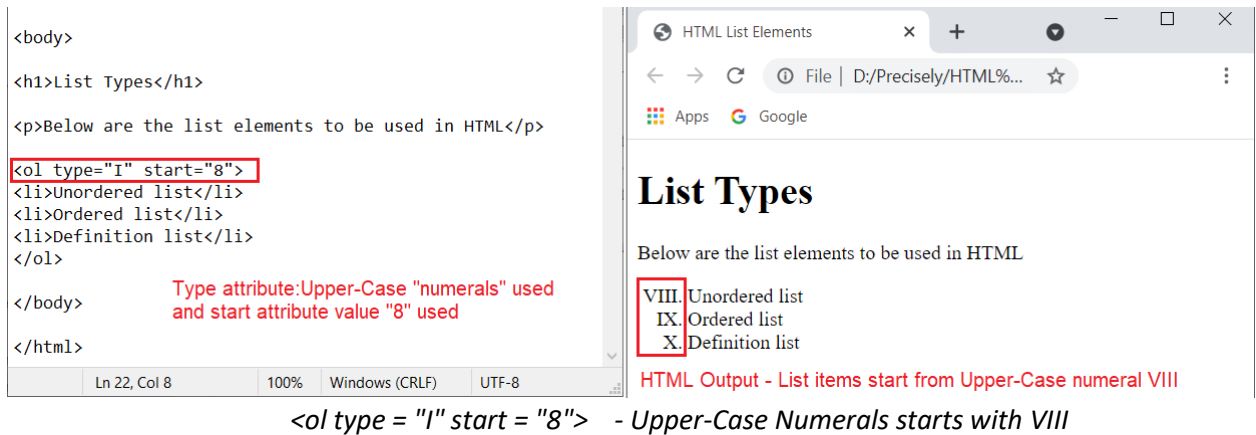 <body>
<h1>List Types</h1>
<p>Below are the list elements to be used in HTML</p>
<ol type="I" start="8">
<li>Unordered list</li>
<li>Ordered list</li>
<li>Definition list</li>
</ol>
Type attribute:Upper-Case "numerals" used
and start attribute value "8" used
</body>
</html>
Ln 22, Col 8 100% Windows (CRLF) UTF-8
HTML List Elements
File | D:/Precisely/HTML%...
Apps G Google
List Types
Below are the list elements to be used in HTML
VIII. Unordered list
IX. Ordered list
X. Definition list
HTML Output - List items start from Upper-Case numeral VIII
<ol type = "I" start = "8"> - Upper-Case Numerals starts with VIII